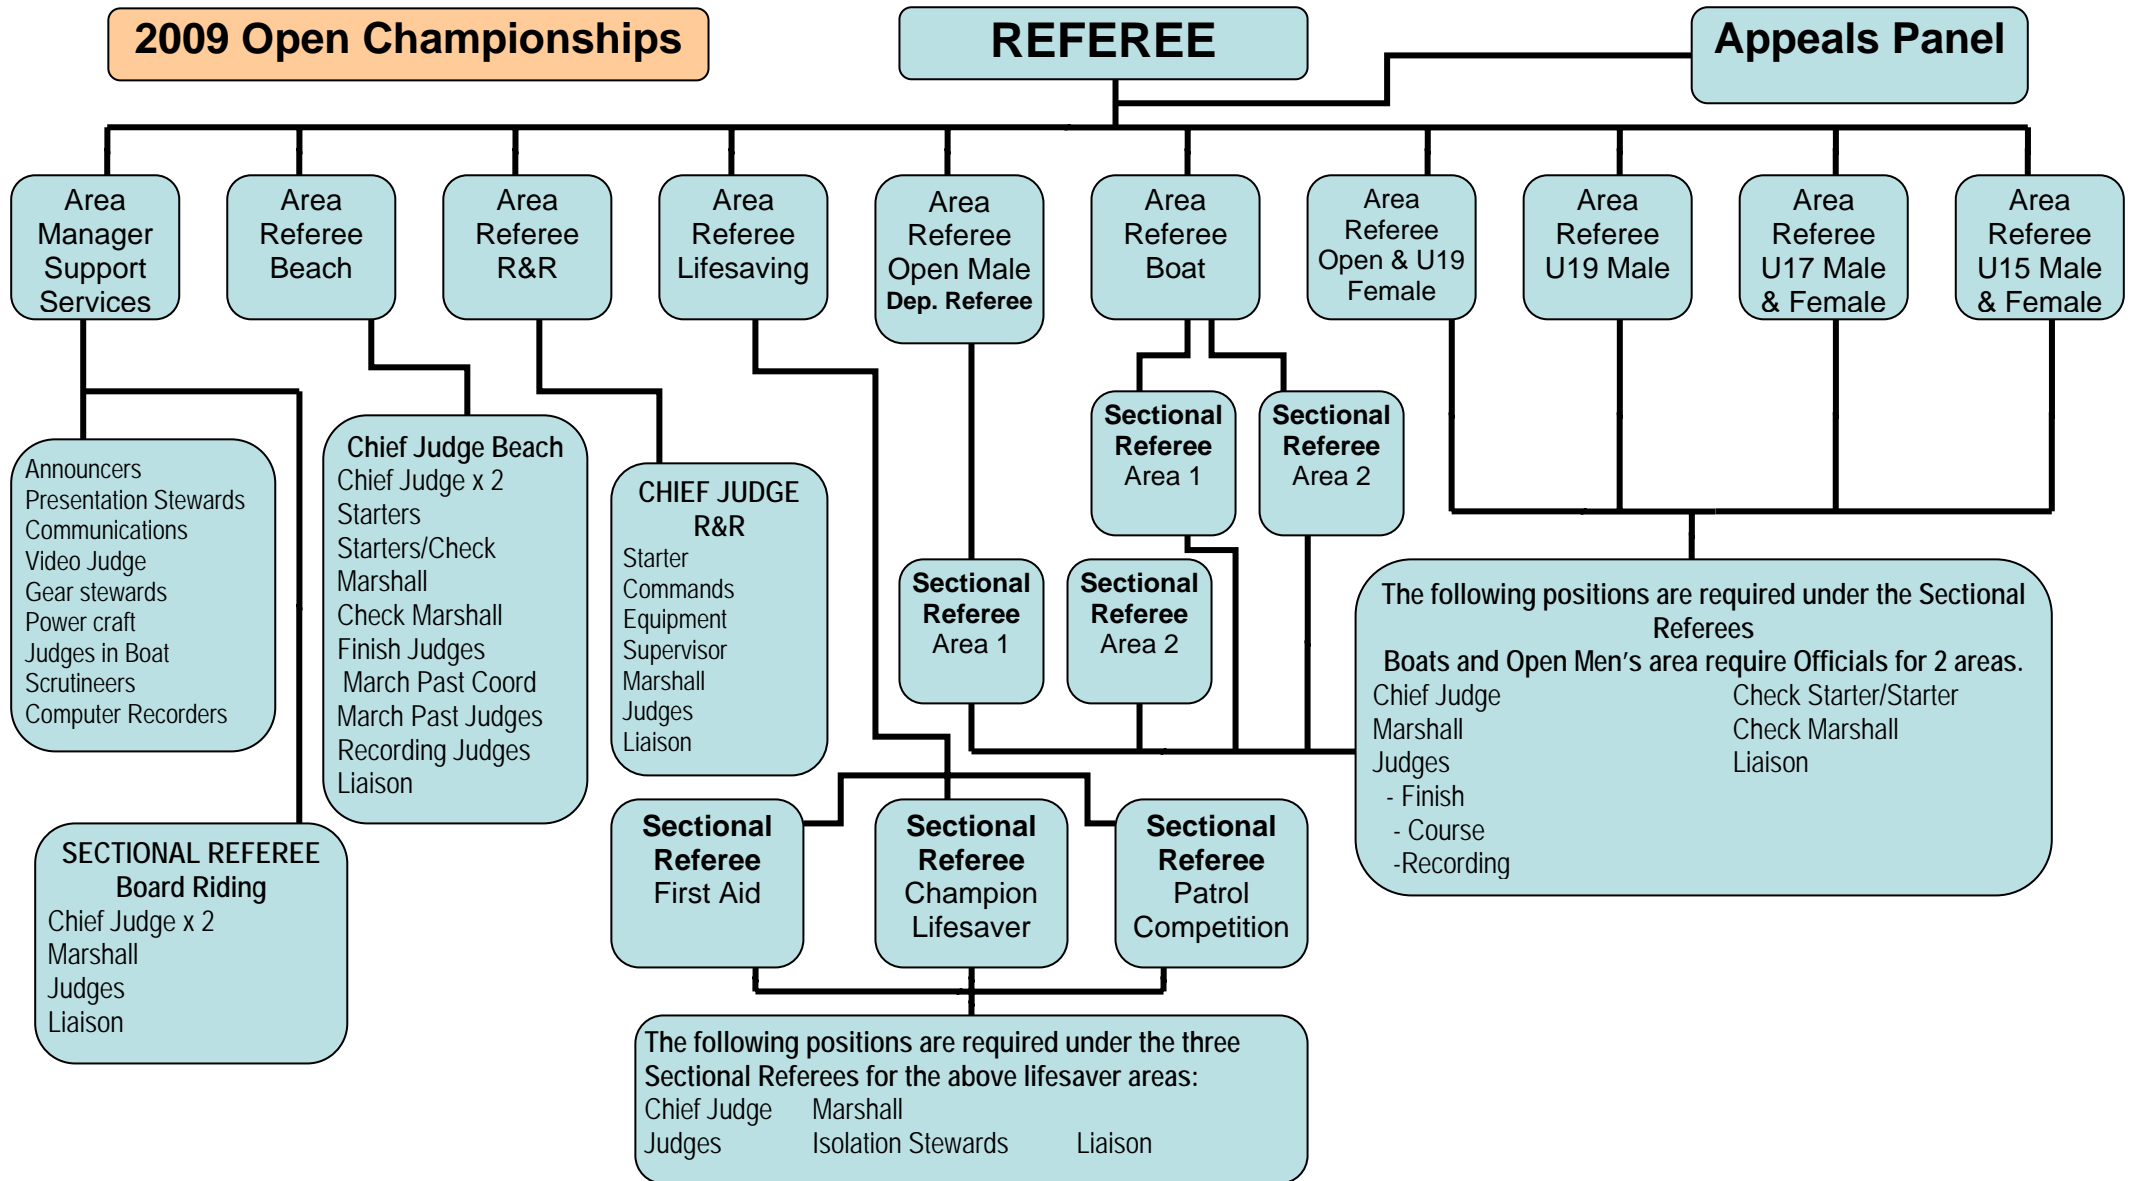 2009 Open Championships
REFEREE
Appeals Panel
Area
Manager
Support
Services
Area
Referee
Beach
Area
Referee
R&R
Area
Referee
Lifesaving
Area
Referee
Open Male
Dep. Referee
Area
Referee
Boat
Area
Referee
Open & U19
Female
Area
Referee
U19 Male
Area
Referee
U17 Male
& Female
Area
Referee
U15 Male
& Female
Announcers
Presentation Stewards
Communications
Video Judge
Gear stewards
Power craft
Judges in Boat
Scrutineers
Computer Recorders
SECTIONAL REFEREE
Board Riding
Chief Judge x 2
Marshall
Judges
Liaison
Chief Judge Beach
Chief Judge x 2
Starters
Starters/Check
Marshall
Check Marshall
Finish Judges
March Past Coord
March Past Judges
Recording Judges
Liaison
CHIEF JUDGE
R&R
Starter
Commands
Equipment
Supervisor
Marshall
Judges
Liaison
Sectional
Referee
Area 1
Sectional
Referee
Area 2
Sectional
Referee
Area 1
Sectional
Referee
Area 2
The following positions are required under the Sectional
Referees
Boats and Open Men's area require Officials for 2 areas.
Chief Judge Check Starter/Starter
Marshall Check Marshall
Judges Liaison
- Finish
- Course
-Recording
Sectional
Referee
First Aid
Sectional
Referee
Champion
Lifesaver
Sectional
Referee
Patrol
Competition
The following positions are required under the three
Sectional Referees for the above lifesaver areas:
Chief Judge Marshall
Judges Isolation Stewards Liaison